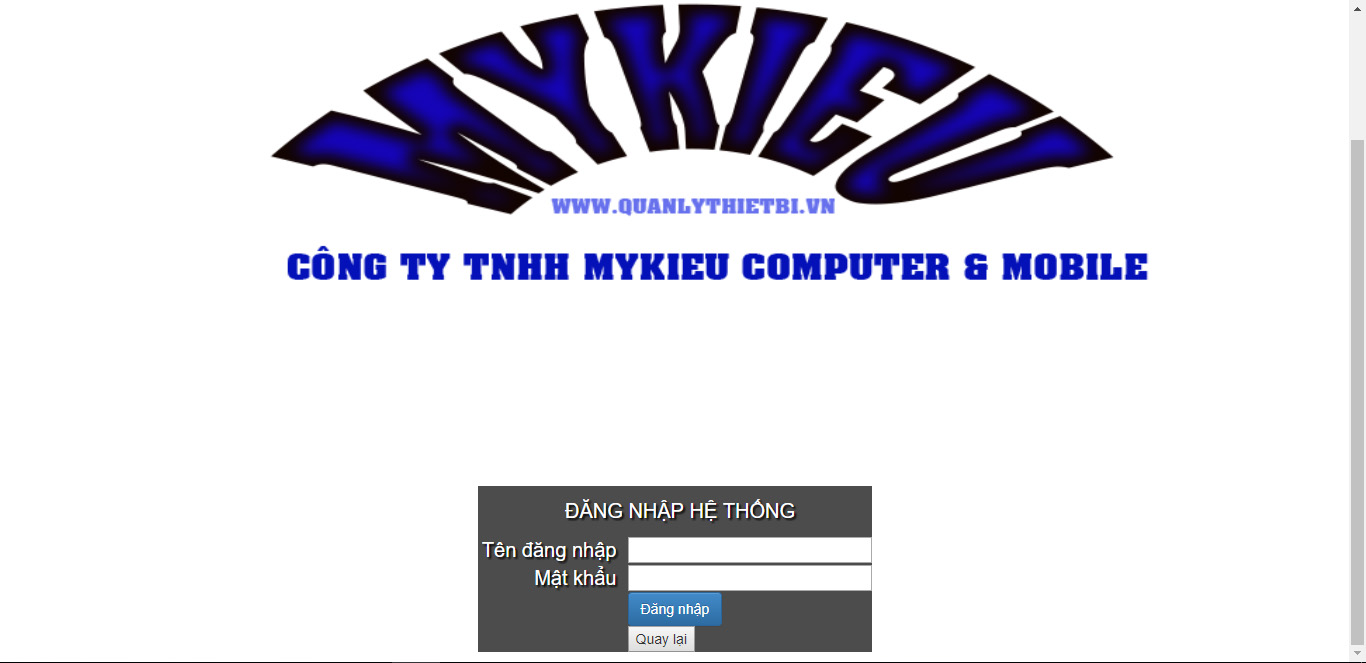 MYKIEU
WWW.QUANLYTHIETBI.VN
CÔNG TY TNHH MYKIEU COMPUTER & MOBILE
ĐĂNG NHẬP HỆ THỐNG
Tên đăng nhập
Mật khẩu
Đăng nhập
Quay lại